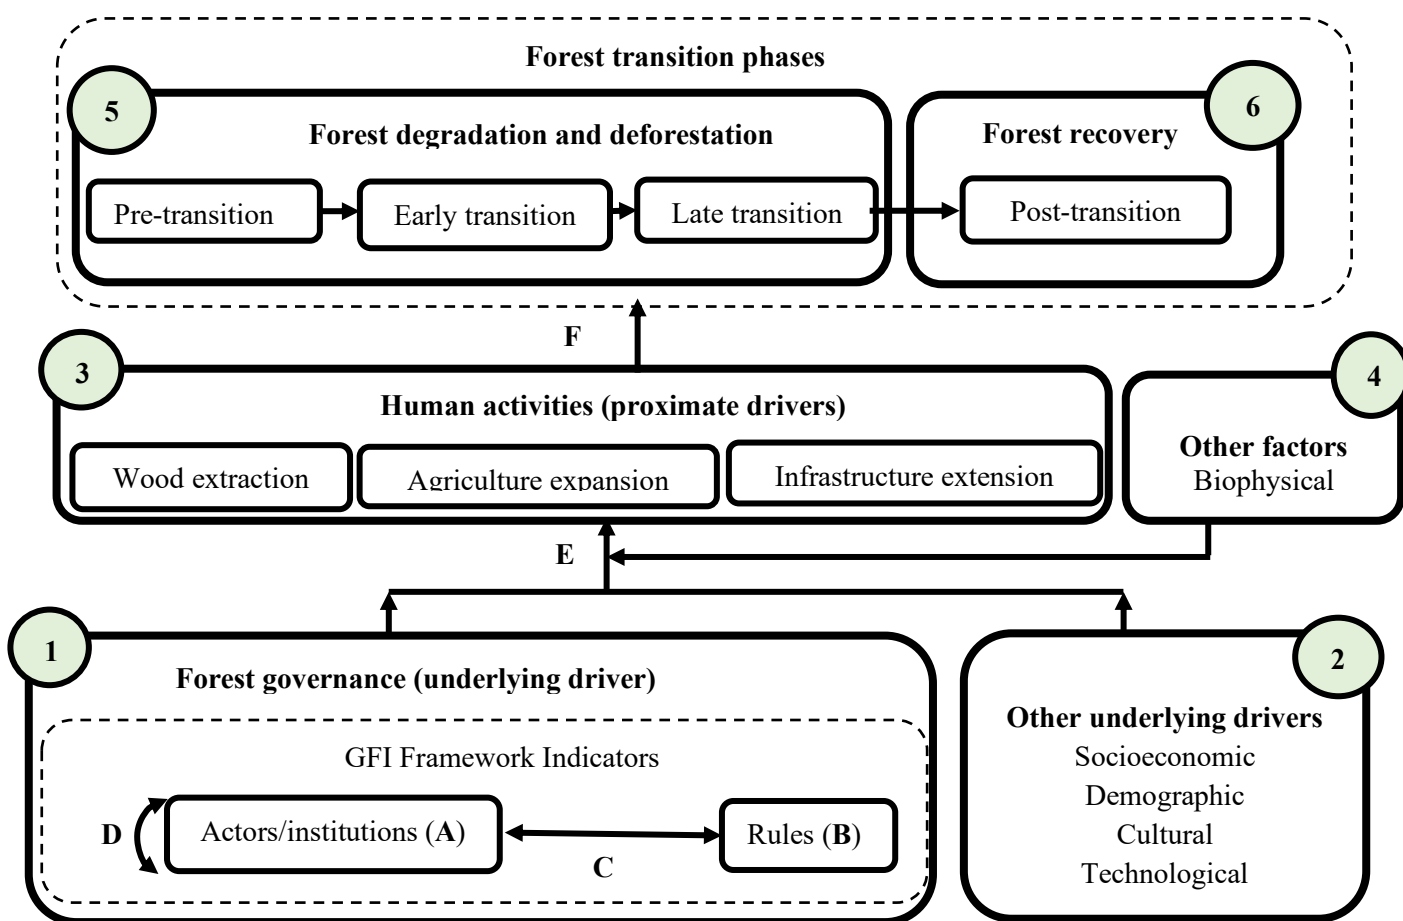 Forest transition phases
5
6
Forest degradation and deforestation
Forest recovery
Pre-transition
Early transition
Late transition
Post-transition
F
3
4
Human activities (proximate drivers)
Other factors
Biophysical
Wood extraction
Agriculture expansion
Infrastructure extension
E
1
2
Forest governance (underlying driver)
Other underlying drivers
Socioeconomic
Demographic
Cultural
Technological
GFI Framework Indicators
D
Actors/institutions (A)
C
Rules (B)